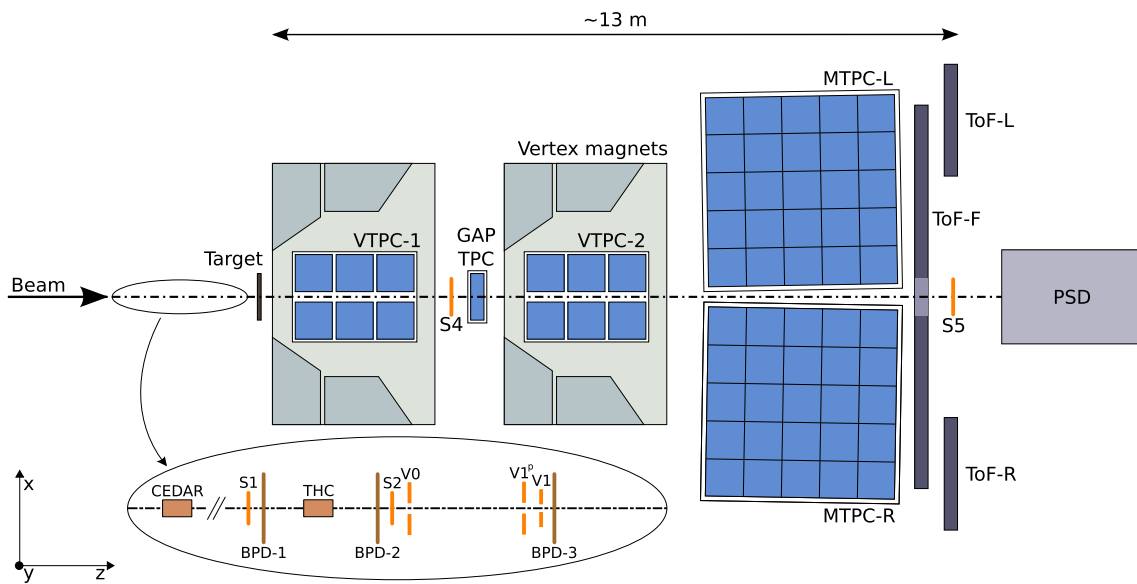 ~13 m
MTPC-L
ToF-L
Vertex magnets
ToF-F
VTPC-1
GAP
TPC
VTPC-2
Target
Beam
PSD
S4
S5
S1
CEDAR
THC
S2
V0
V1p
V1
BPD-1
BPD-2
BPD-3
ToF-R
MTPC-R
x
y
z